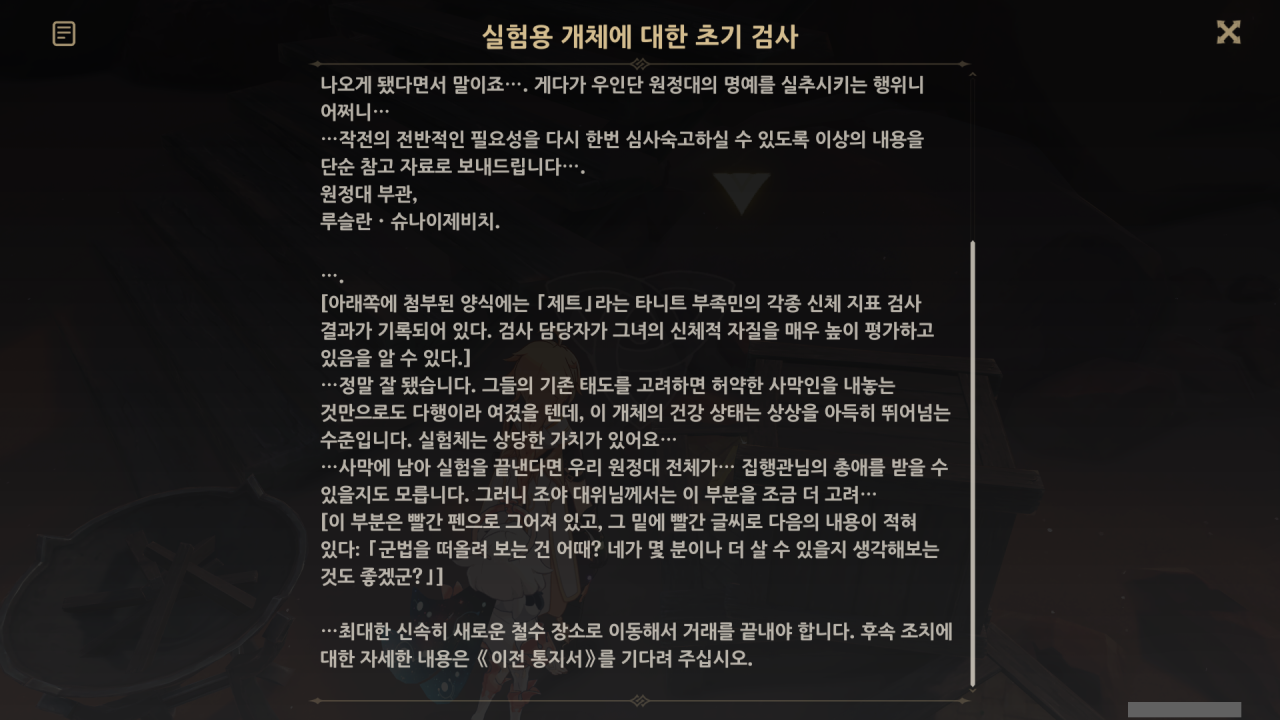 실험용 개체에 대한 초기 검사
나오게 됐다면서 말이죠…. 게다가 우인단 원정대의 명예를 실추시키는 행위니
어쩌니…
…작전의 전반적인 필요성을 다시 한번 심사숙고하실 수 있도록 이상의 내용을
단순 참고 자료로 보내드립니다….
원정대 부관,
루슬란·슈나이제비치.
….
[아래쪽에 첨부된 양식에는 「제트」라는 타니트 부족민의 각종 신체 지표 검사
결과가 기록되어 있다. 검사 담당자가 그녀의 신체적 자질을 매우 높이 평가하고
있음을 알 수 있다.]
…정말 잘 됐습니다. 그들의 기존 태도를 고려하면 허약한 사막인을 내놓는
것만으로도 다행이라 여겼을 텐데, 이 개체의 건강 상태는 상상을 아득히 뛰어넘는
수준입니다. 실험체는 상당한 가치가 있어요…
…사막에 남아 실험을 끝낸다면 우리 원정대 전체가… 집행관님의 총애를 받을 수
있을지도 모릅니다. 그러니 조야 대위님께서는 이 부분을 조금 더 고려…
[이 부분은 빨간 펜으로 그어져 있고, 그 밑에 빨간 글씨로 다음의 내용이 적혀
있다: 「군법을 떠올려 보는 건 어때? 네가 몇 분이나 더 살 수 있을지 생각해보는
것도 좋겠군?」]
…최대한 신속히 새로운 철수 장소로 이동해서 거래를 끝내야 합니다. 후속 조치에
대한 자세한 내용은 《이전 통지서》를 기다려 주십시오.